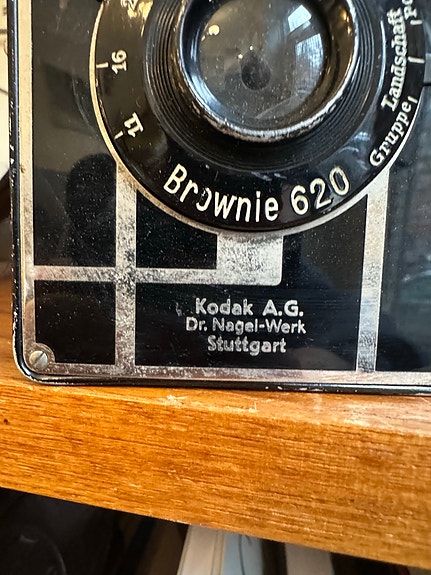 16
11
Landschaft
Gruppe
Brownie 620
Kodak A.G.
Dr. Nagel-Werk
Stuttgart